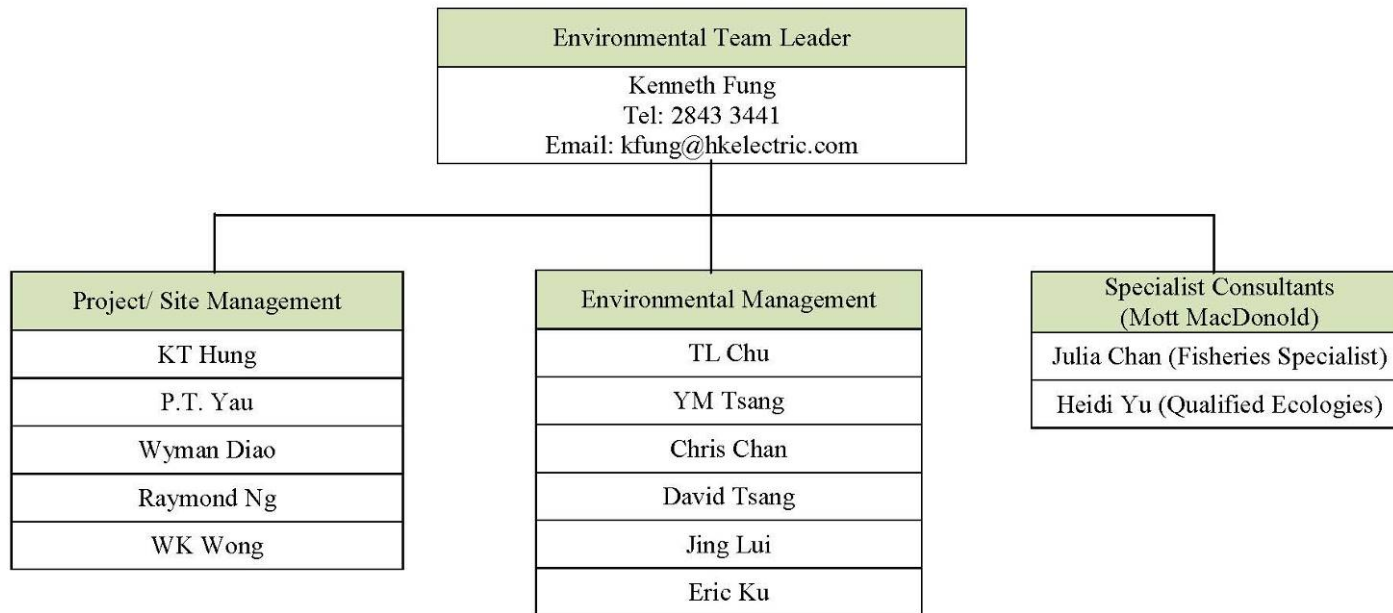 Environmental Team Leader
Kenneth Fung
Tel: 2843 3441
Email: kfung@hkelectric.com
Project/ Site Management
KT Hung
P.T. Yau
Wyman Diao
Raymond Ng
WK Wong
Environmental Management
TL Chu
YM Tsang
Chris Chan
David Tsang
Jing Lui
Eric Ku
Specialist Consultants
(Mott MacDonold)
Julia Chan (Fisheries Specialist)
Heidi Yu (Qualified Ecologies)